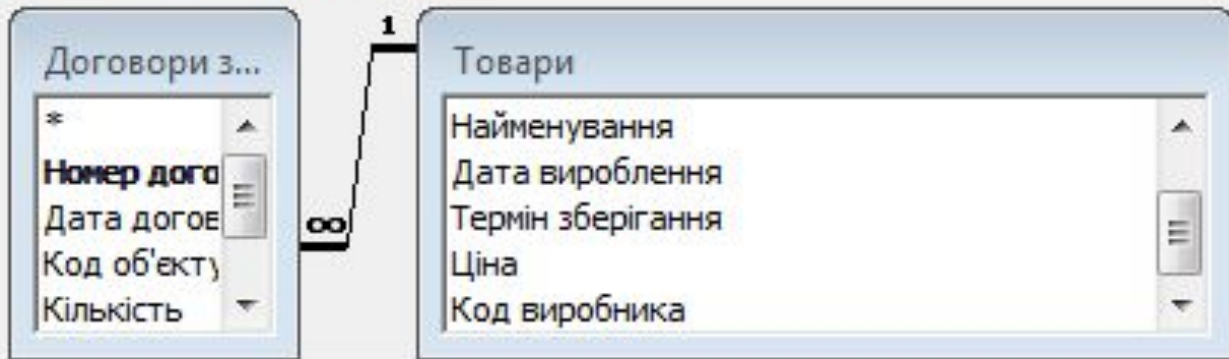 Договори з...
*
Номер дого
Дата догов
Код об'єкту
Кількість
∞
1
Товари
Найменування
Дата вироблення
Термін зберігання
Ціна
Код виробника